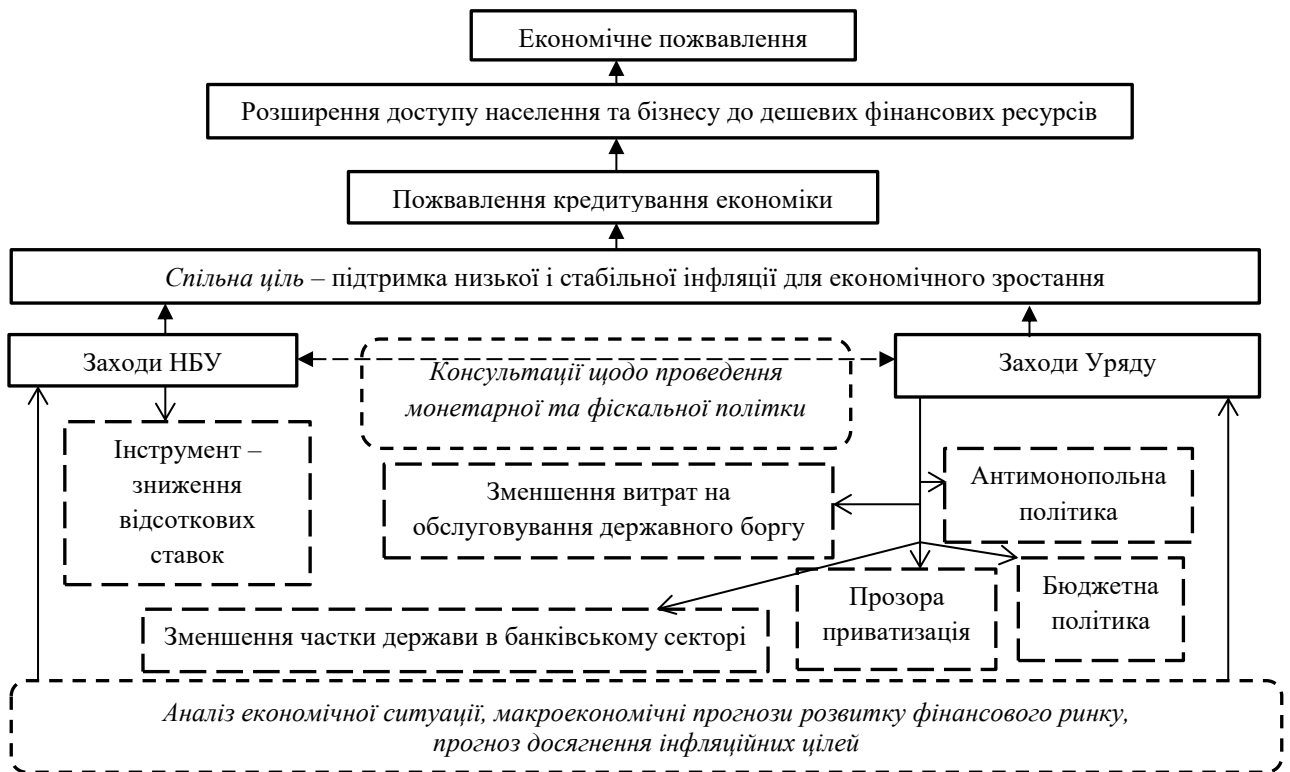 Економічне пожвавлення
Розширення доступу населення та бізнесу до дешевих фінансових ресурсів
Пожвавлення кредитування економіки
Спільна ціль – підтримка низької і стабільної інфляції для економічного зростання
Заходи НБУ
Консультації щодо проведення
монетарної та фіскальної політки
Заходи Уряду
Інструмент –
зниження
відсоткових
ставок
Зменшення витрат на
обслуговування державного боргу
Антимонопольна
політика
Зменшення частки держави в банківському секторі
Прозора
приватизація
Бюджетна
політика
Аналіз економічної ситуації, макроекономічні прогнози розвитку фінансового ринку,
прогноз досягнення інфляційних цілей